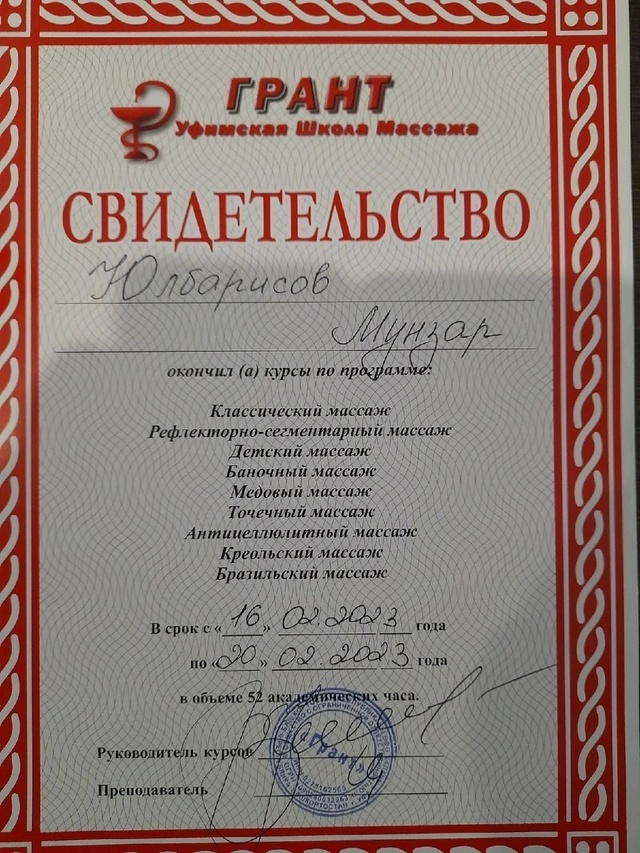 ГРАНТ
Уфимская Школа Массажа
СВИДЕТЕЛЬСТВО
Юлбарисов
Мунзар
окончил (а) курсы по программе:
Классический массаж
Рефлекторно-сегментарный массаж
Детский массаж
Баночный массаж
Медовый массаж
Точечный массаж
Антицеллюлитный массаж
Креольский массаж
Бразильский массаж
В срок с «16» 02.2023 года
по «20» 02.2023 года
в объеме 52 академических часа.
Руководитель курсов
Преподаватель
«Грант»